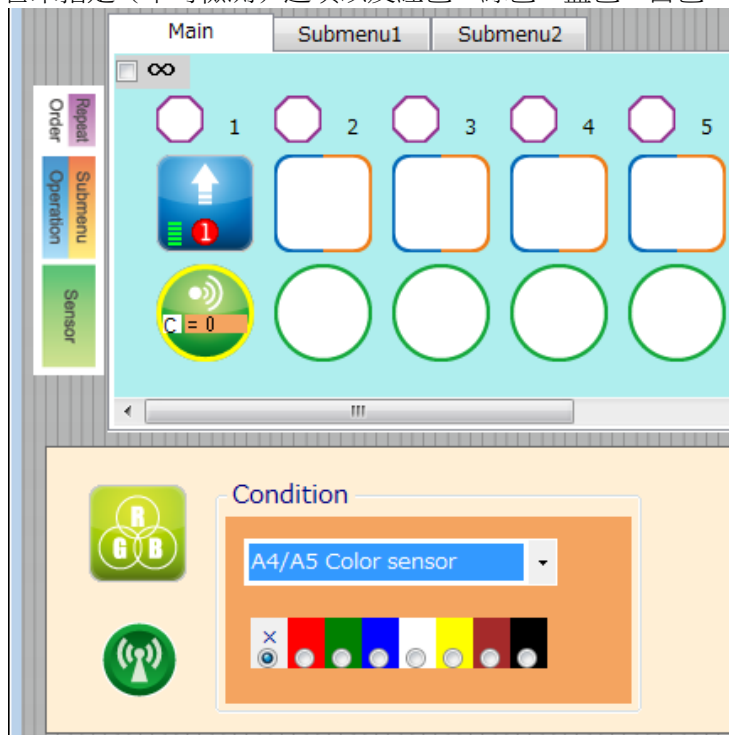 Main Submenu1 Submenu2
∞
Repeat
Order
1 2 3 4 5
Submenu
Operation
1
Sensor
C = 0
Condition
R
G B
A4/A5 Color sensor
×